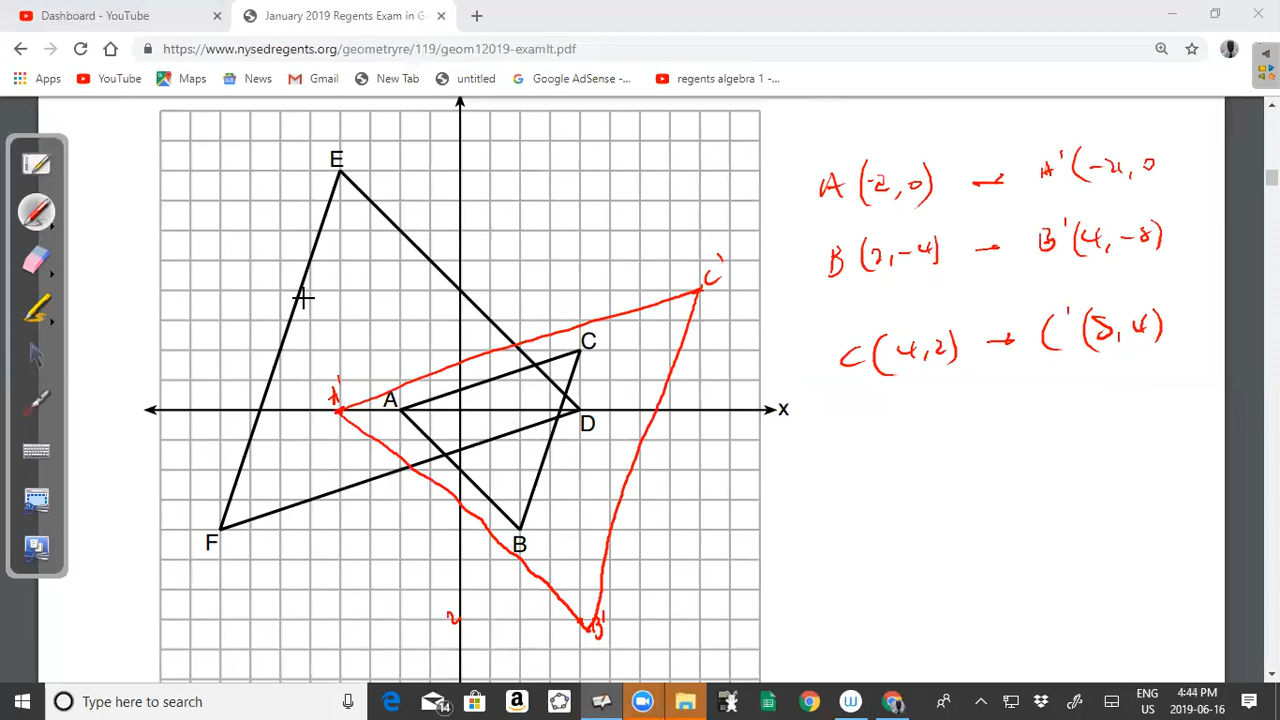 Dashboard - YouTube
January 2019 Regents Exam in G
https://www.nysedregents.org/geometryre/119/geom12019-examlt.pdf
Apps
YouTube
Maps
News
Gmail
New Tab
untitled
Google AdSense -...
regents algebra 1 -...
E
C'
A (-2, 0) → A' (-4, 0
B (2, -4) → B' (4, -8)
C (4, 2) → C' (8, 4)
C
A'
A
D
x
F
B
B'
Type here to search
14
ENG
US
4:44 PM
2019-06-16